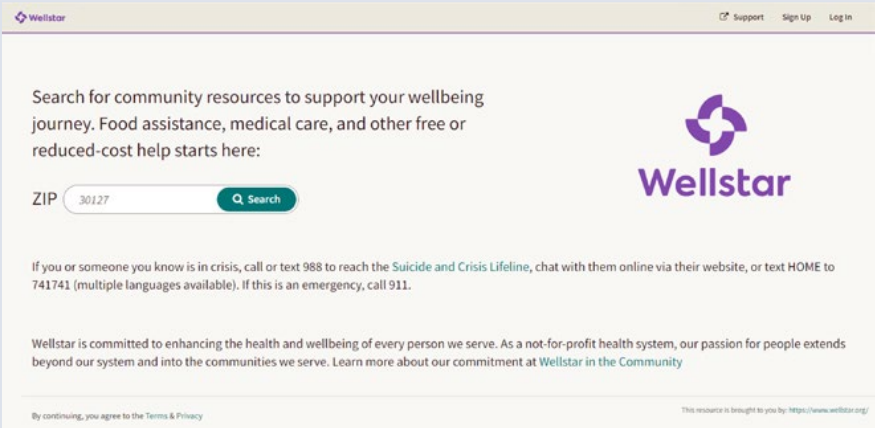 Wellstar
Support Sign Up Log In
Search for community resources to support your wellbeing
journey. Food assistance, medical care, and other free or
reduced-cost help starts here:
Wellstar
ZIP 30127 Search
If you or someone you know is in crisis, call or text 988 to reach the Suicide and Crisis Lifeline, chat with them online via their website, or text HOME to
741741 (multiple languages available). If this is an emergency, call 911.
Wellstar is committed to enhancing the health and wellbeing of every person we serve. As a not-for-profit health system, our passion for people extends
beyond our system and into the communities we serve. Learn more about our commitment at Wellstar in the Community
By continuing, you agree to the Terms & Privacy
This resource is brought to you by: https://www.wellstar.org/